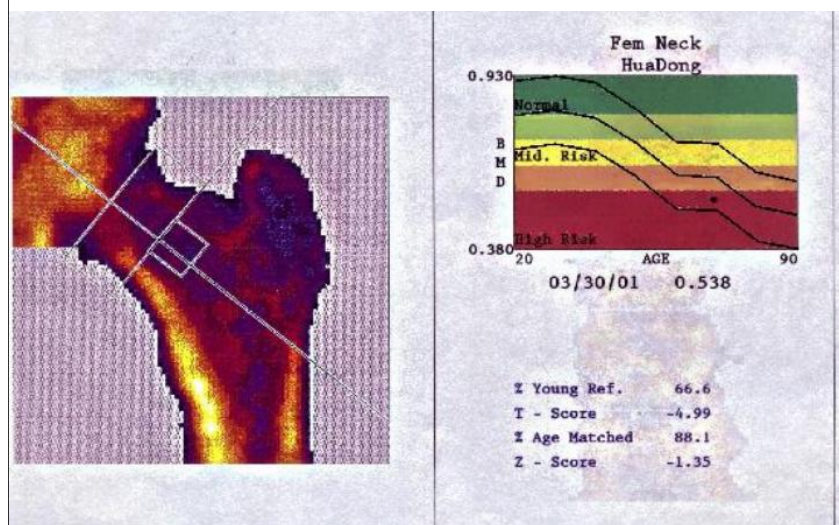 Fem Neck
HuaDong
0.930
Normal
B
Mid. Risk
M
D
High Risk
0.380
20 AGE 90
03/30/01 0.538
% Young Ref. 66.6
T - Score -4.99
% Age Matched 88.1
Z - Score -1.35